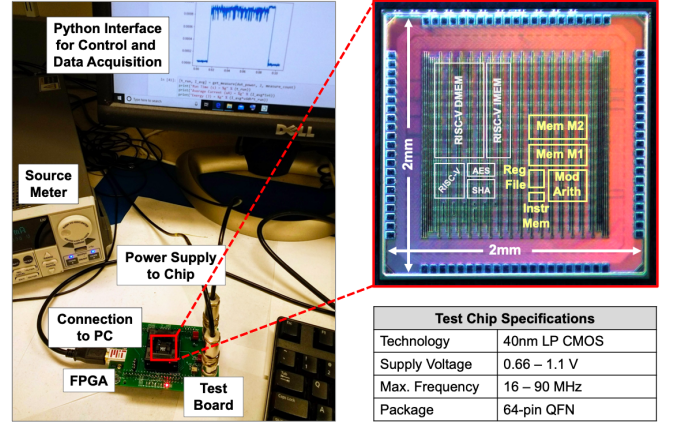 Python Interface
for Control and
Data Acquisition
DELL
Source
Meter
Power Supply
to Chip
Connection
to PC
FPGA
Test
Board
RISC-V DMEM
RISC-V IMEM
Mem M2
Mem M1
RISC-V
AES
SHA
Reg
File
Mod
Arith
Instr
Mem
2mm
2mm
Test Chip Specifications
Technology 40nm LP CMOS
Supply Voltage 0.66 – 1.1 V
Max. Frequency 16 – 90 MHz
Package 64-pin QFN